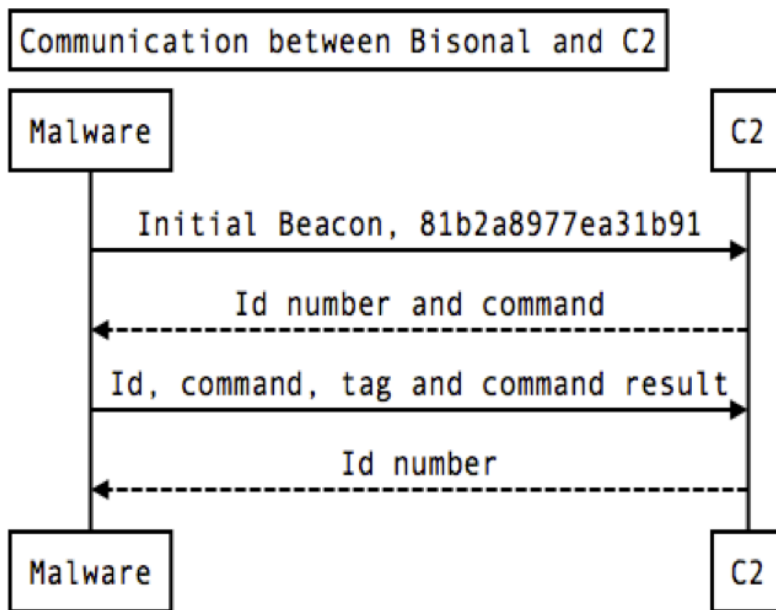 Communication between Bisonal and C2
Malware
C2
Initial Beacon, 81b2a8977ea31b91
Id number and command
Id, command, tag and command result
Id number
Malware
C2